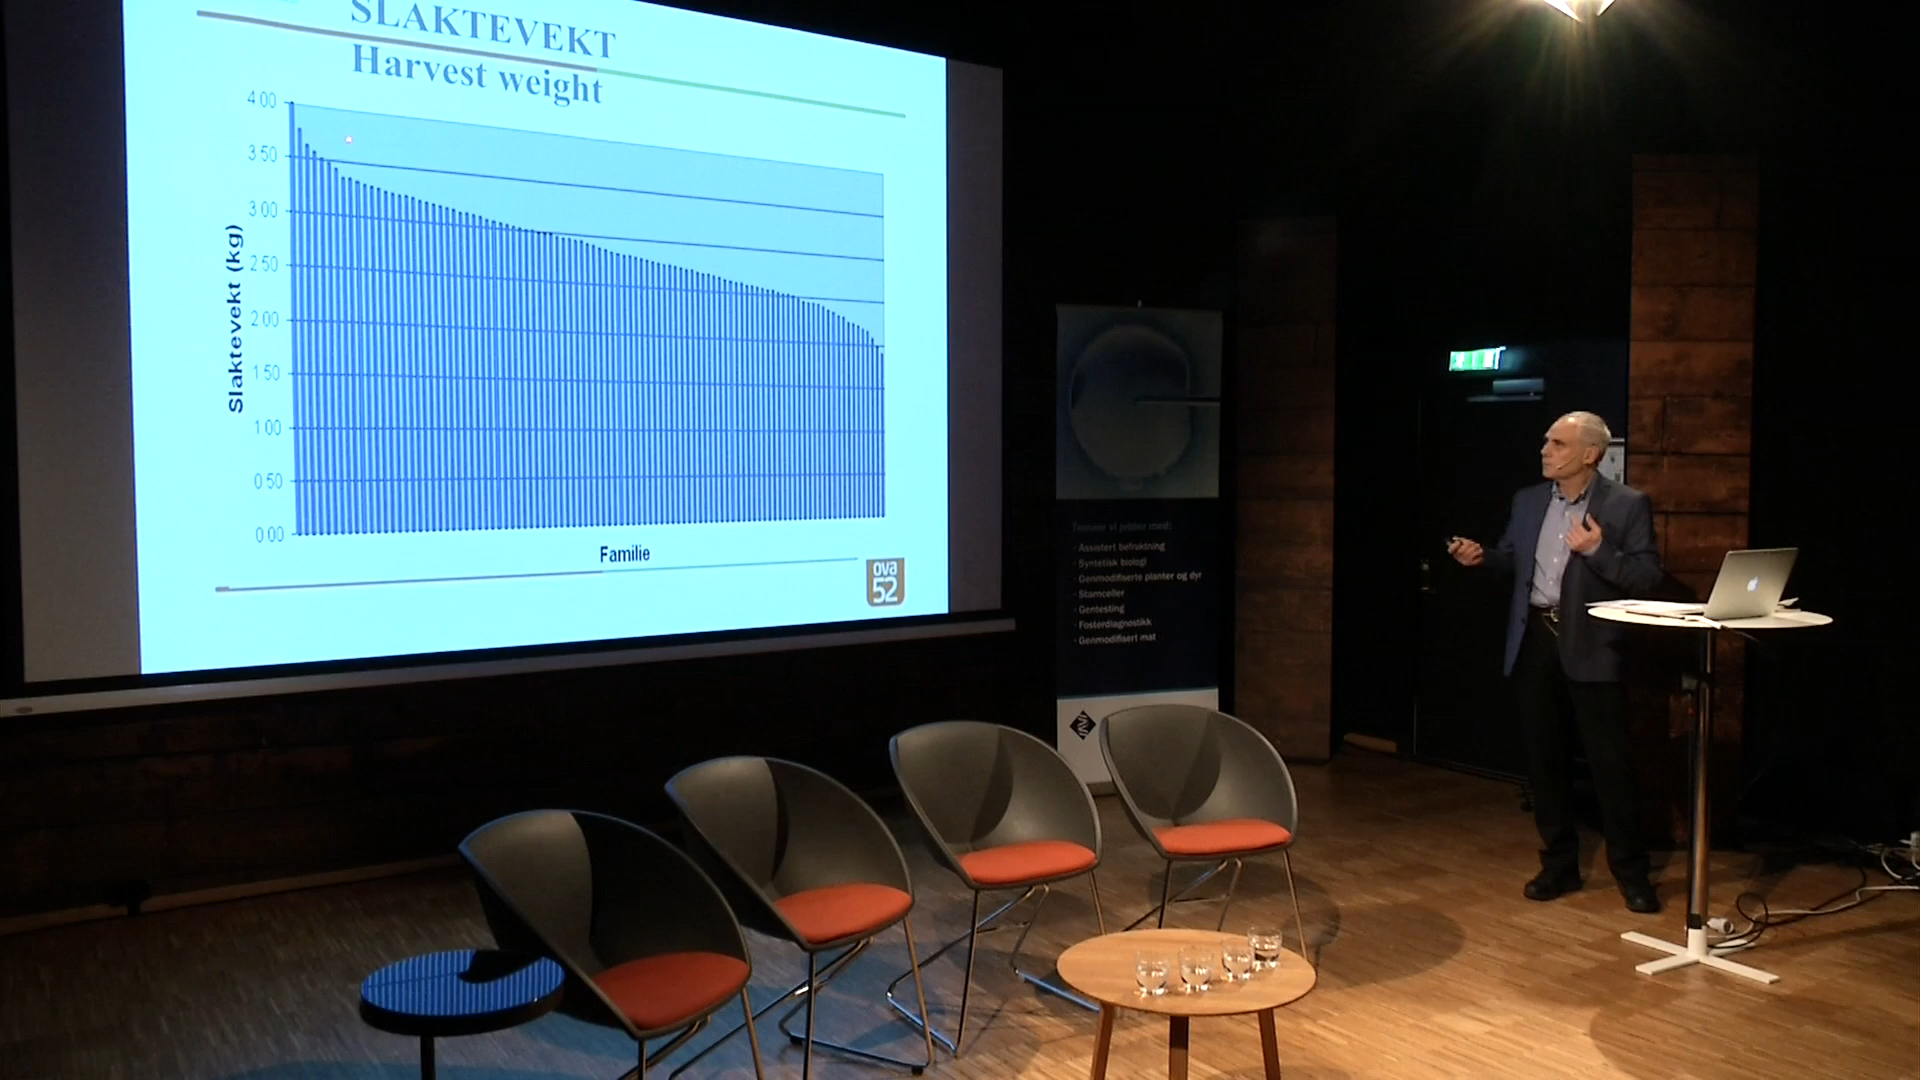 SLAKTEVEKT
Harvest weight
4 00
3 50
3 00
2 50
2 00
1 50
1 00
0 50
0 00
Slaktevekt (kg)
Familie
ova
52
Temaer vi jobber med:
- Assistert befruktning
- Syntetisk biologi
- Genmodifiserte planter og dyr
- Stamceller
- Gentesting
- Fosterdiagnostikk
- Genmodifisert mat